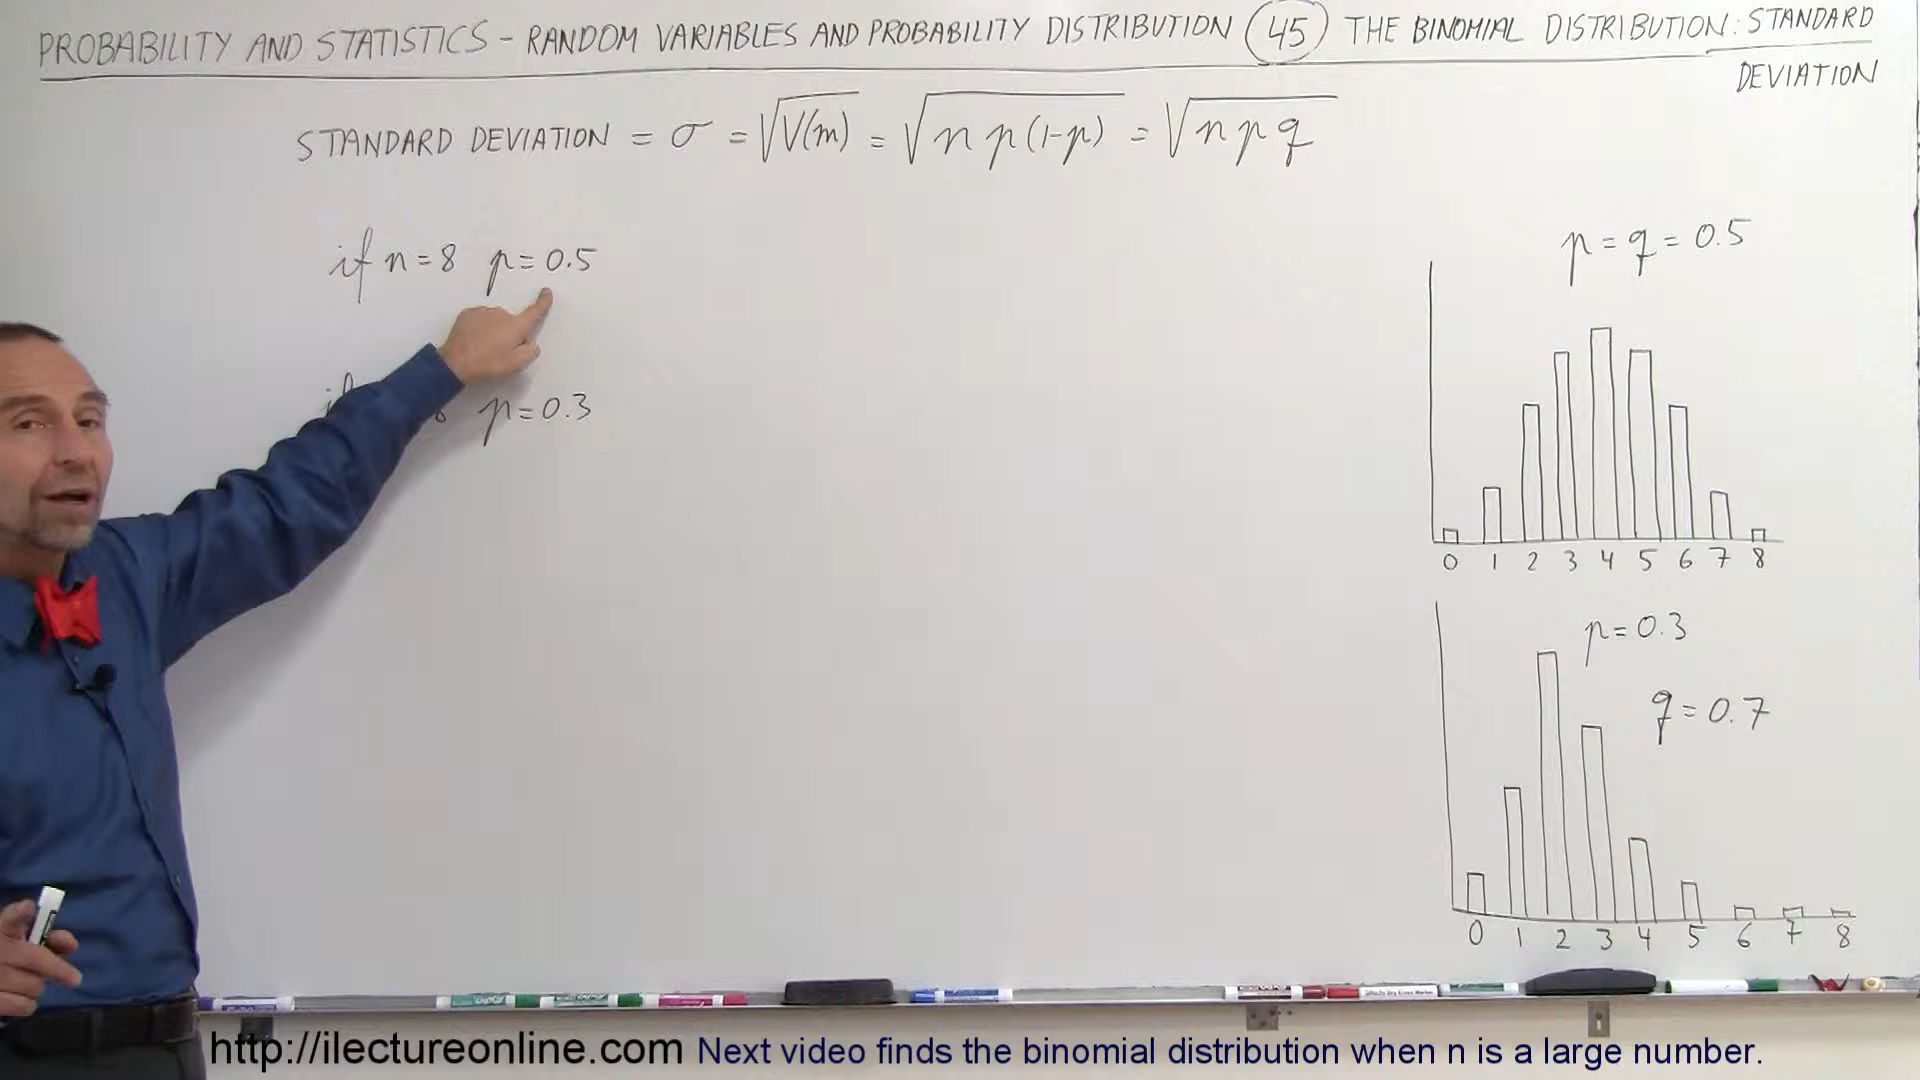 PROBABILITY AND STATISTICS - RANDOM VARIABLES AND PROBABILITY DISTRIBUTION (45) THE BINOMIAL DISTRIBUTION: STANDARD
DEVIATION
STANDARD DEVIATION = σ = √V(m) = √n p(1-p) = √n p q
if n=8 p=0.5
p=0.3
p=q=0.5
0 1 2 3 4 5 6 7 8
p=0.3
q=0.7
0 1 2 3 4 5 6 7 8
http://ilectureonline.com Next video finds the binomial distribution when n is a large number.